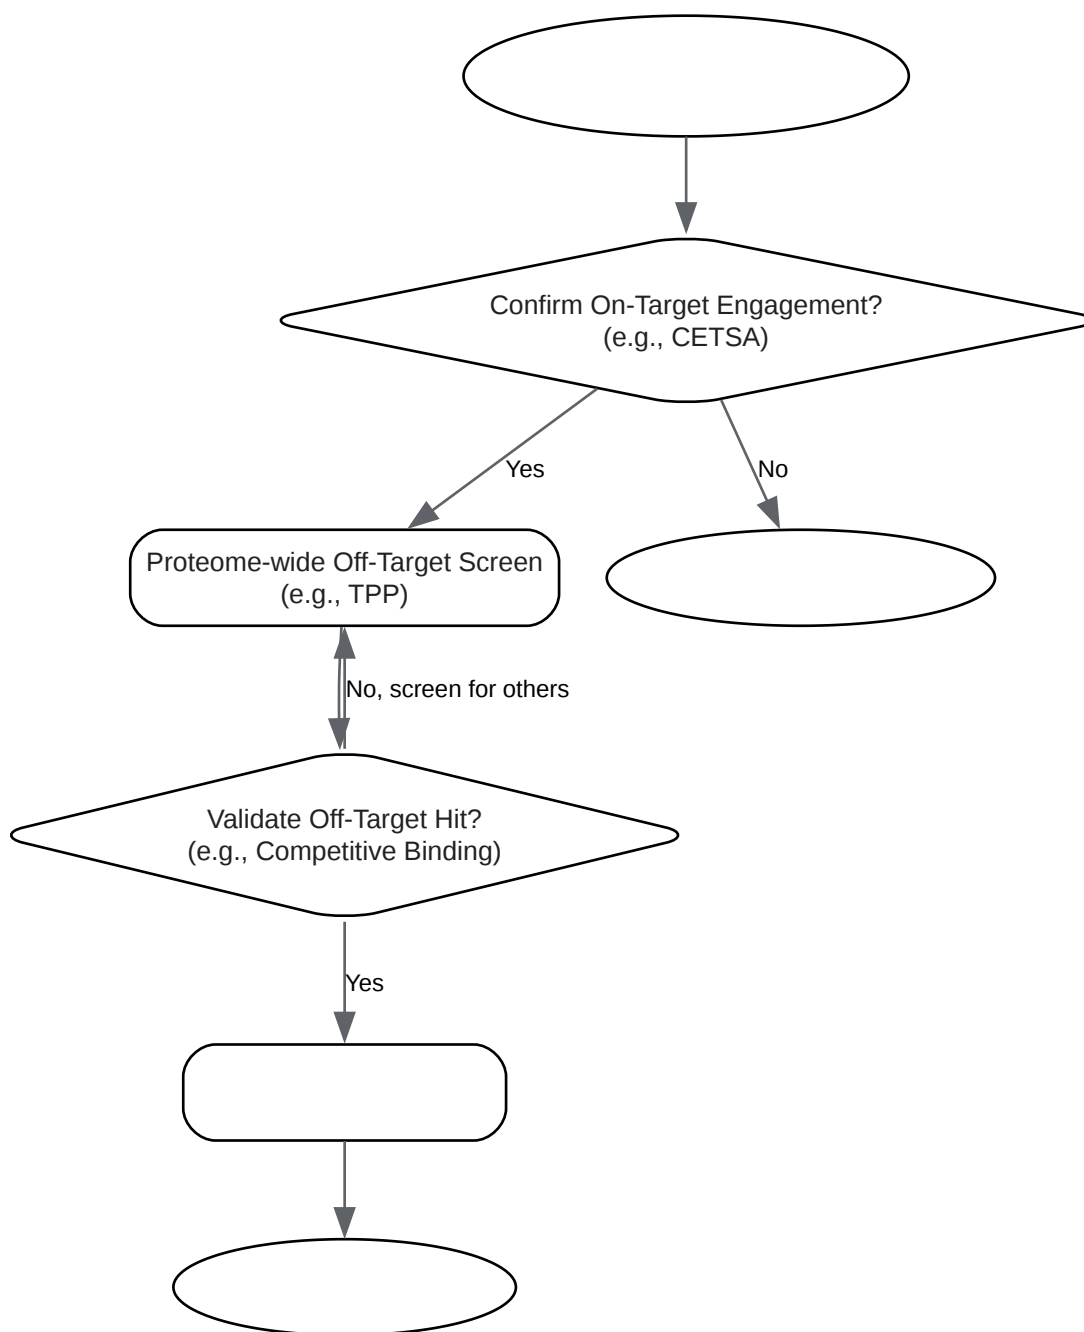 Confirm On-Target Engagement?
(e.g., CETSA)
Yes
No
Proteome-wide Off-Target Screen
(e.g., TPP)
No, screen for others
Validate Off-Target Hit?
(e.g., Competitive Binding)
Yes